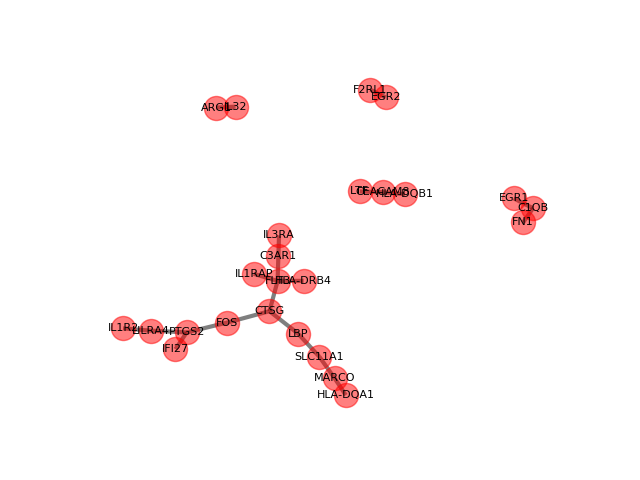 F2RL1
EGR2
ARG1
IL32
LTF
CEACAM8
HLA-DQB1
EGR1
C1QB
FN1
IL3RA
C3AR1
IL1RAP
HLA-DRB4
CTSG
FOS
IL1R2
LILRA4
PTGS2
LBP
IFI27
SLC11A1
MARCO
HLA-DQA1